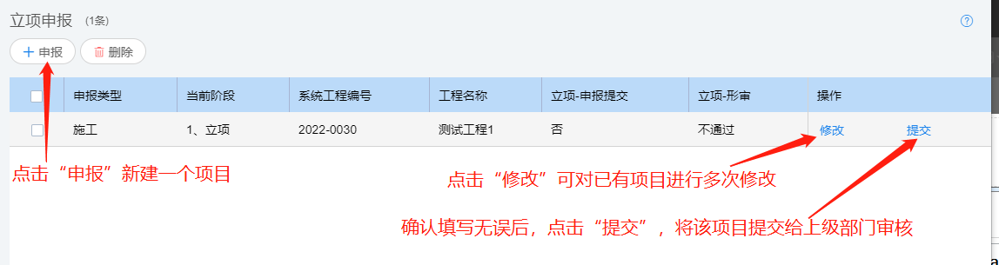 立项申报 (1条)
申报 删除
申报类型 当前阶段 系统工程编号 工程名称 立项-申报提交 立项-形审 操作
施工 1、立项 2022-0030 测试工程1 否 不通过 修改 提交
点击“申报”新建一个项目
点击“修改”可对已有项目进行多次修改
确认填写无误后，点击“提交”，将该项目提交给上级部门审核